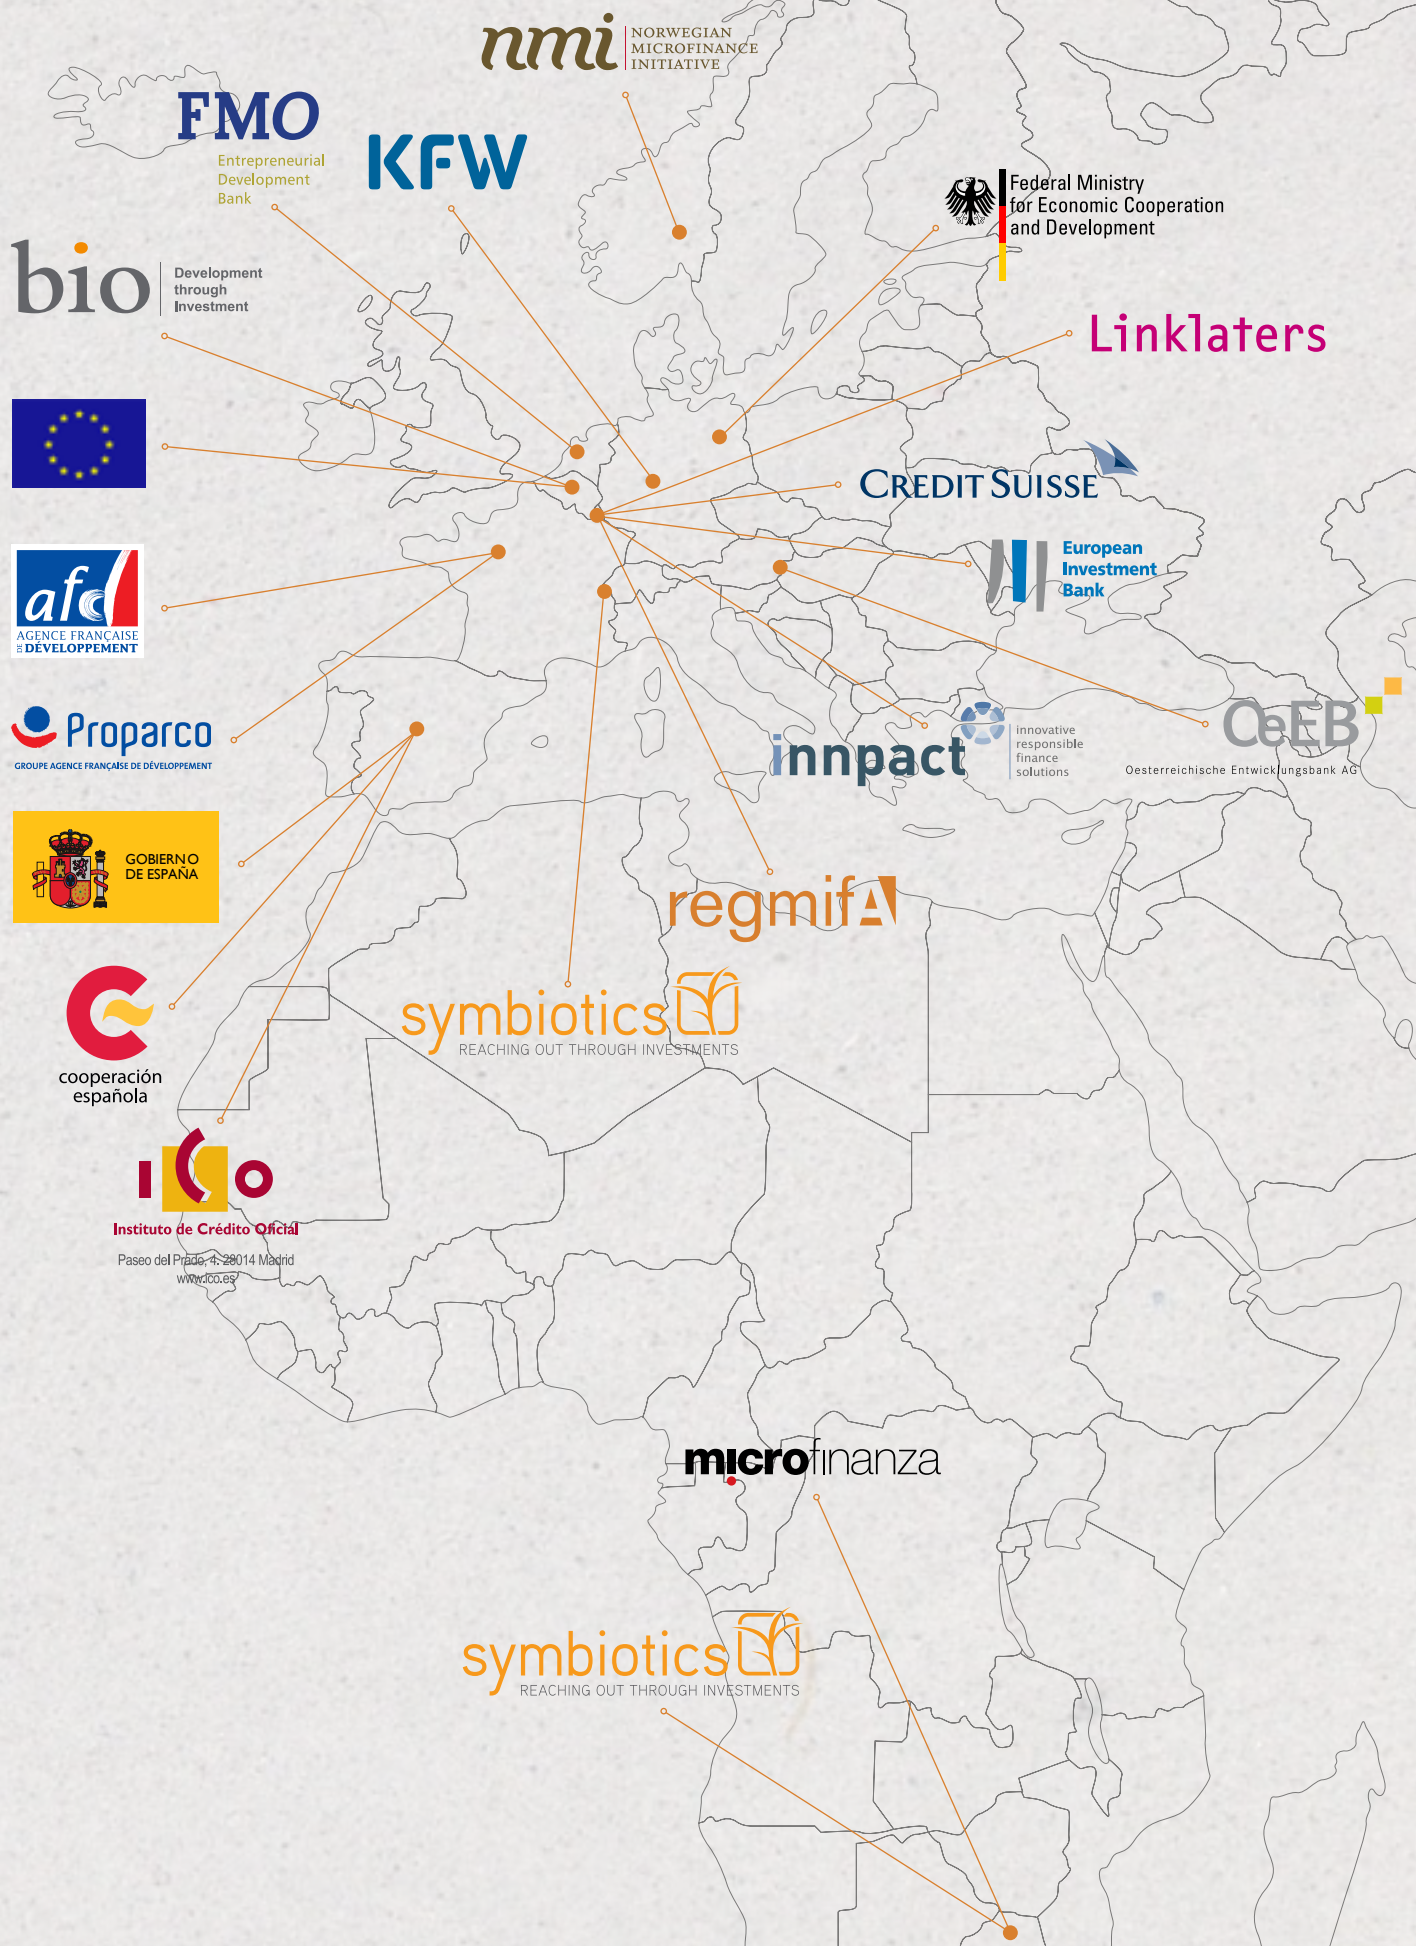 nmi
NORWEGIAN
MICROFINANCE
INITIATIVE
FMO
Entrepreneurial
Development
Bank
KFW
Federal Ministry
for Economic Cooperation
and Development
bio
Development
through
Investment
Linklaters
CREDIT SUISSE
European
Investment
Bank
afd
AGENCE FRANÇAISE
DE DÉVELOPPEMENT
Proparco
GROUPE AGENCE FRANÇAISE DE DÉVELOPPEMENT
innpact
innovative
responsible
finance
solutions
OeEB
Oesterreichische Entwicklungsbank AG
GOBIERNO
DE ESPAÑA
regmifA
symbiotics
REACHING OUT THROUGH INVESTMENTS
cooperación
española
ICO
Instituto de Crédito Oficial
Paseo del Prado, 4. 28014 Madrid
www.ico.es
microfinanza
symbiotics
REACHING OUT THROUGH INVESTMENTS